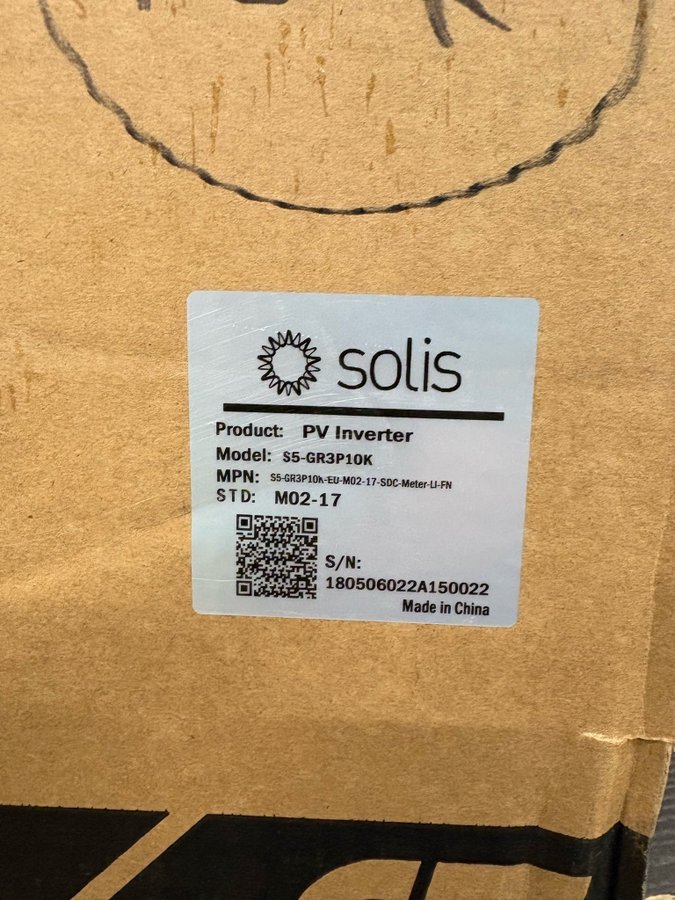 solis
Product: PV Inverter
Model: S5-GR3P10K
MPN: S5-GR3P10K-EU-M02-17-SDC-Meter-LI-FN
STD: M02-17
S/N:
180506022A150022
Made in China